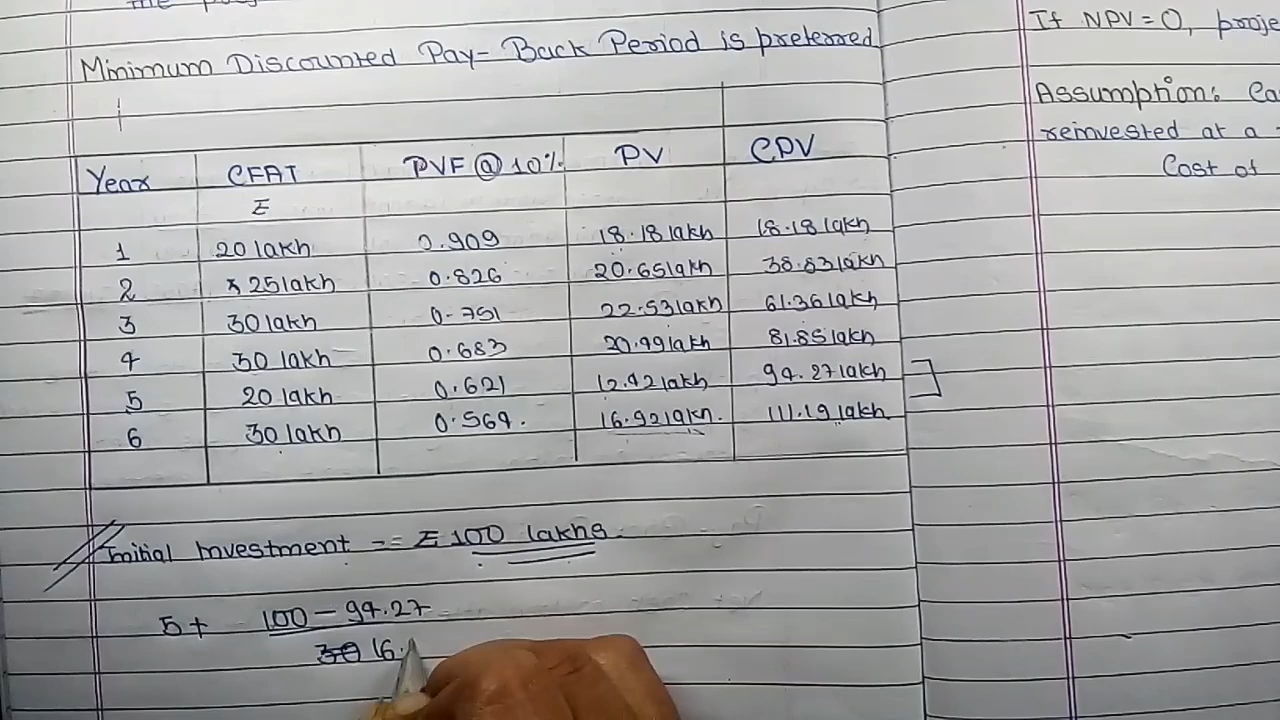 Minimum Discounted Pay-Back Period is preferred
Year CFAT PVF @ 10% PV CPV
₹
1 20 lakh 0.909 18.18 lakh 18.18 lakh
2 25 lakh 0.826 20.65 lakh 38.83 lakh
3 30 lakh 0.751 22.53 lakh 61.36 lakh
4 30 lakh 0.683 20.49 lakh 81.85 lakh
5 20 lakh 0.621 12.42 lakh 94.27 lakh
6 30 lakh 0.564. 16.92 lakh. 111.19 lakh
Initial Investment = ₹ 100 lakhs.
5 + 100 - 94.27
30 16.
If NPV = 0, proje
Assumption: Ca
reinvested at a
Cost of